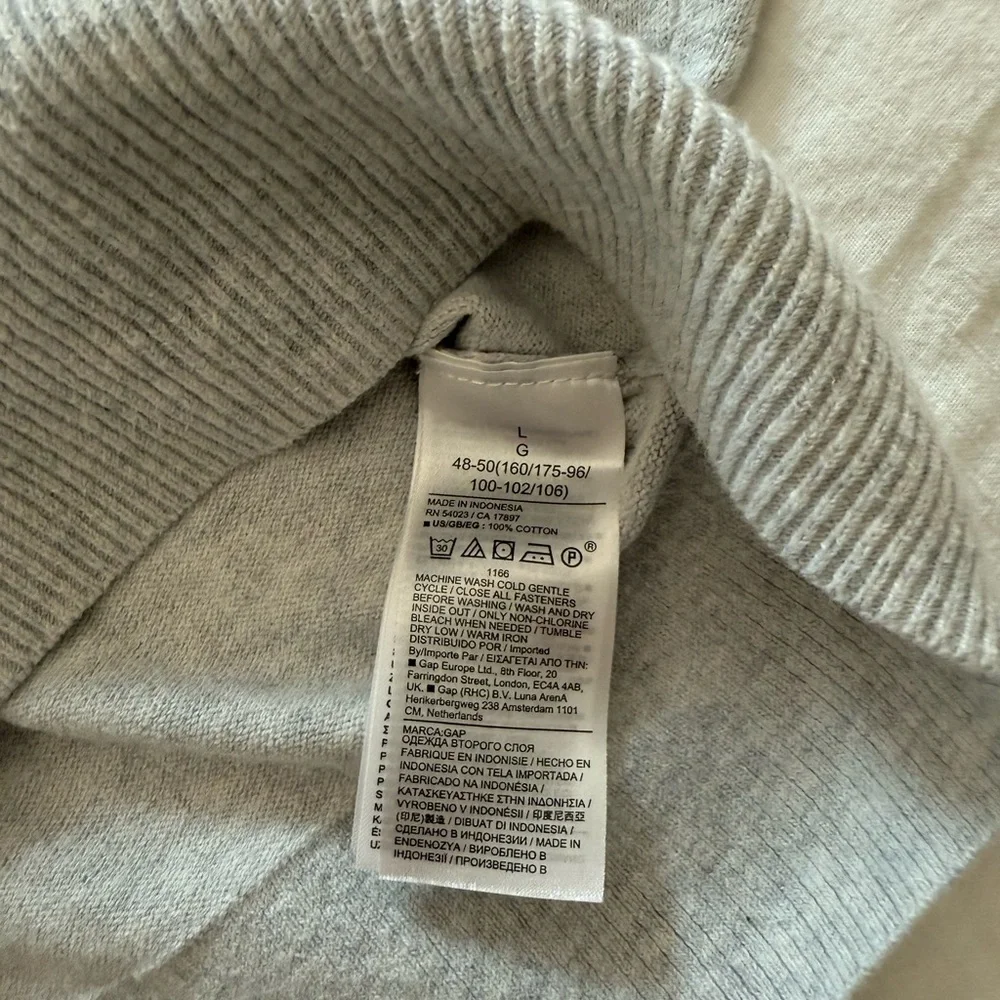 L
G
48-50(160/175-96/
100-102/106)
MADE IN INDONESIA
RN 54023 / CA 17897
■ US/GB/EG : 100% COTTON
30 P ®
1166
MACHINE WASH COLD GENTLE
CYCLE / CLOSE ALL FASTENERS
BEFORE WASHING / WASH AND DRY
INSIDE OUT / ONLY NON-CHLORINE
BLEACH WHEN NEEDED / TUMBLE
DRY LOW / WARM IRON
DISTRIBUIDO POR / Imported
By/Importe Par / ΕΙΣΑΓΕΤΑΙ ΑΠΟ ΤΗΝ:
■ Gap Europe Ltd., 8th Floor, 20
Farringdon Street, London, EC4A 4AB,
UK. ■ Gap (RHC) B.V. Luna ArenA
Herikerbergweg 238 Amsterdam 1101
CM, Netherlands
MARCA:GAP
ОДЕЖДА ВТОРОГО СЛОЯ
FABRIQUE EN INDONISIE / HECHO EN
INDONESIA CON TELA IMPORTADA /
FABRICADO NA INDONÉSIA /
ΚΑΤΑΣΚΕΥΑΣΤΗΚΕ ΣΤΗΝ ΙΝΔΟΝΗΣΙΑ /
VYROBENO V INDONÉSII / 印度尼西亞
(印尼)製造 / DIBUAT DI INDONESIA /
СДЕЛАНО В ИНДОНЕЗИИ / MADE IN
ENDENOZYA / ВИРОБЛЕНО В
ІНДОНЕЗІЇ / ПРОИЗВЕДЕНО В